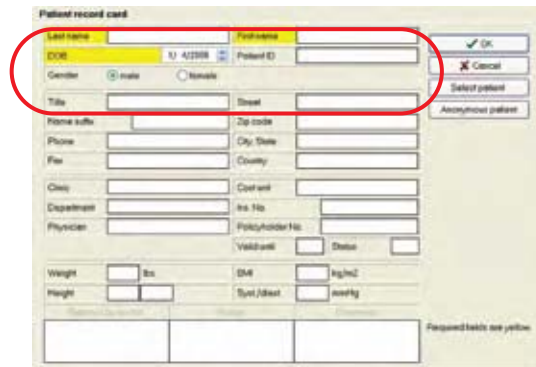 Patient record card
Last name First name
DOB 4/2008 Patient ID
Gender male female
Title Street
Name suffix Zip code
Phone City, State
Fax Country
Clinic Cost unit
Department Ins. No.
Physician Policyholder No.
Valid until Status
Weight lbs BMI kg/m2
Height Syst./diast. mmHg
OK
Cancel
Select patient
Anonymous patient
Required fields are yellow